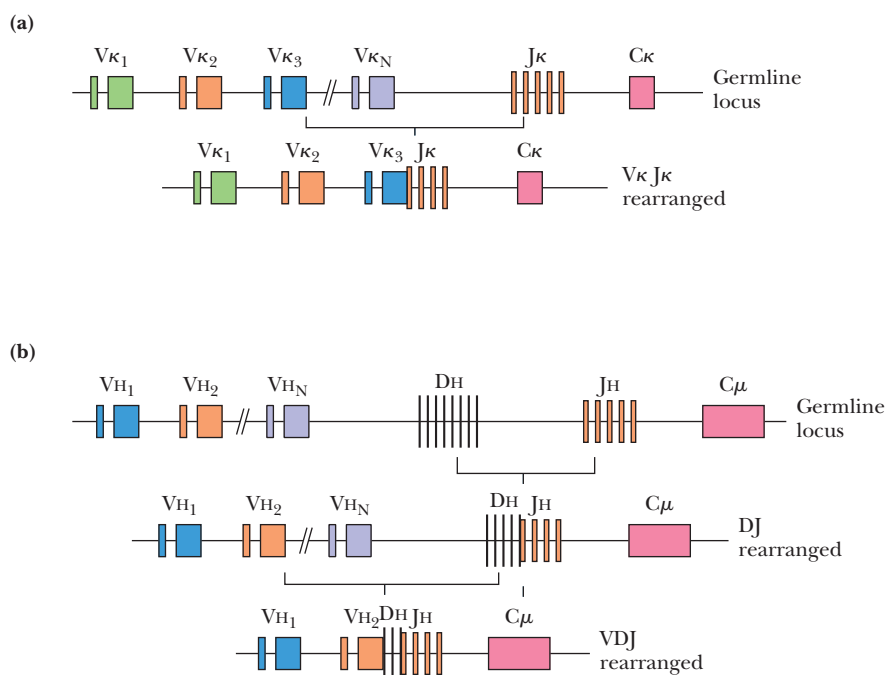 (a)
Vκ1 Vκ2 Vκ3 VκN Jκ Cκ
Germline
locus
Vκ1 Vκ2 Vκ3 Jκ Cκ
Vκ Jκ
rearranged
(b)
VH1 VH2 VHN DH JH Cμ
Germline
locus
VH1 VH2 VHN DH JH Cμ
DJ
rearranged
VH1 VH2 DH JH Cμ
VDJ
rearranged